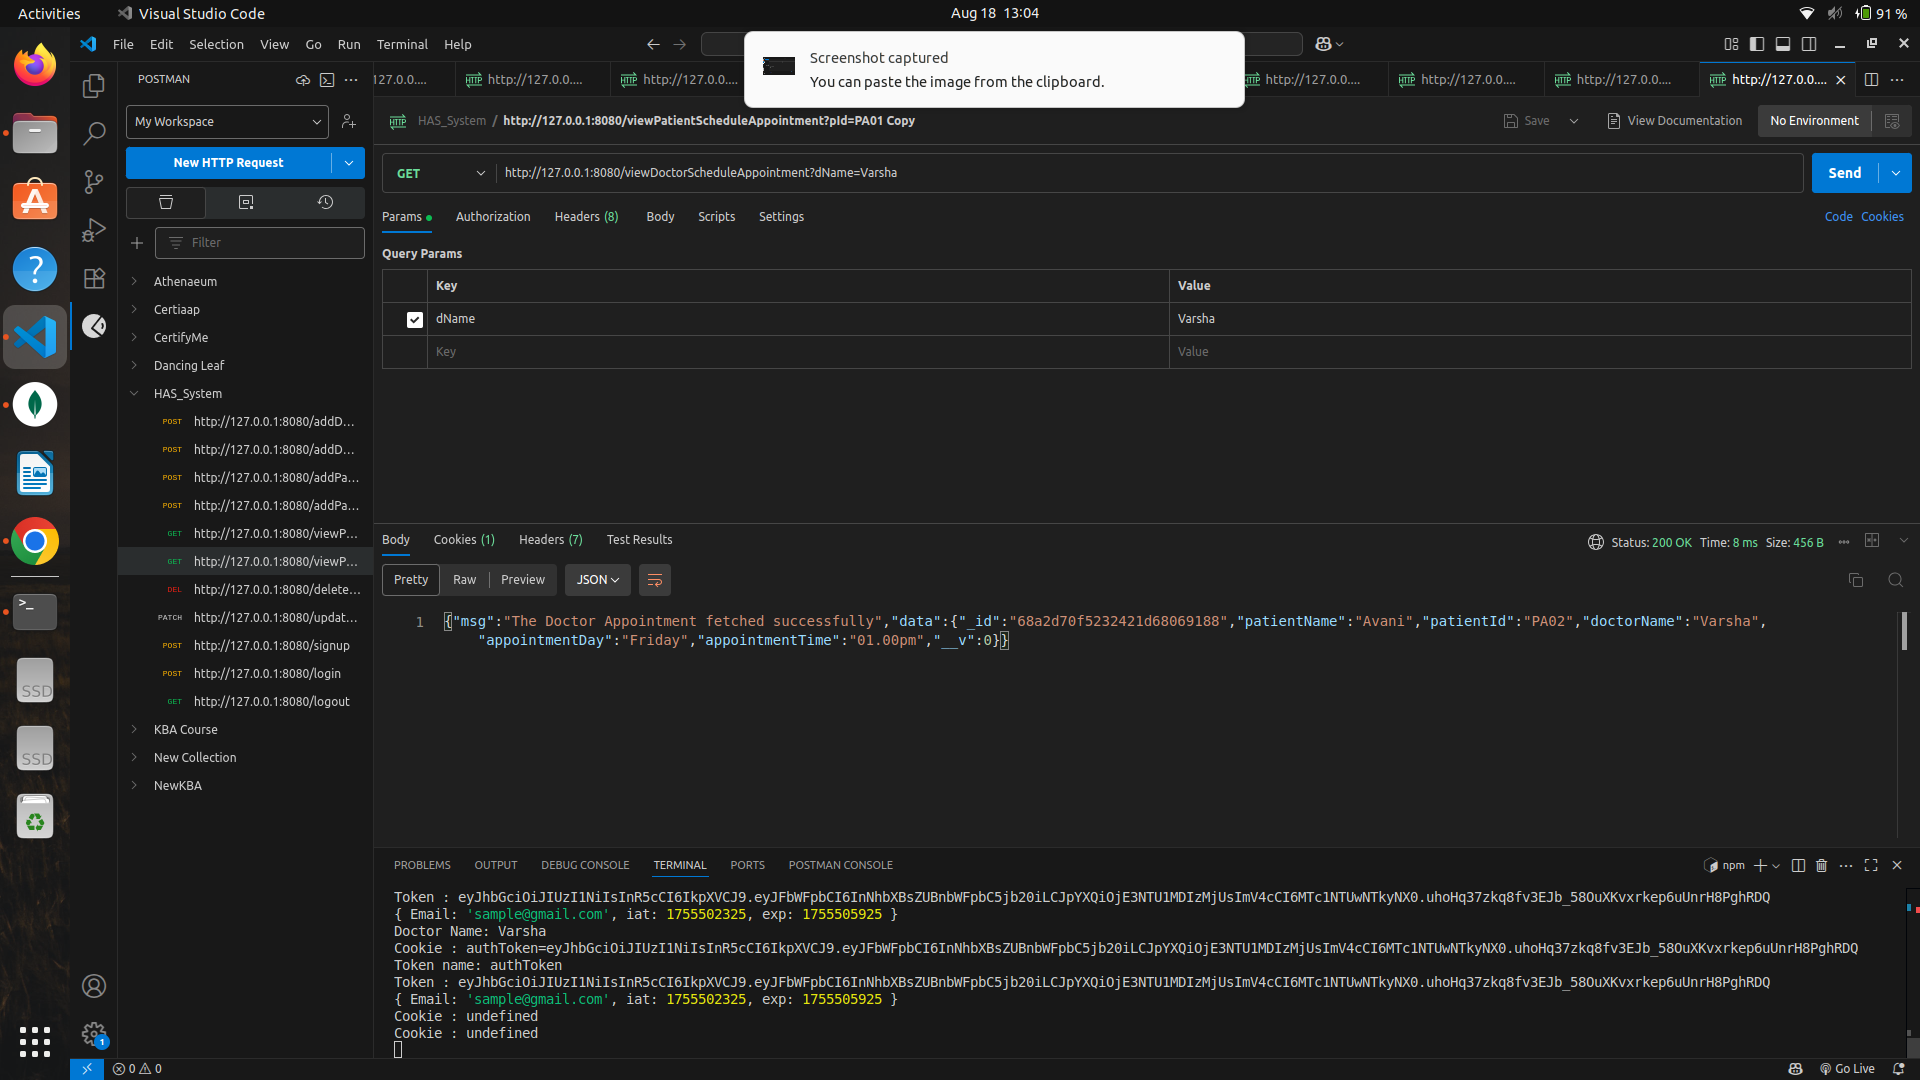 Activities
Visual Studio Code
Aug 18 13:04
91 %
File Edit Selection View Go Run Terminal Help
Screenshot captured
You can paste the image from the clipboard.
POSTMAN
127.0.0....
http://127.0.0....
http://127.0.0....
http://127.0.0....
http://127.0.0....
http://127.0.0....
http://127.0.0....
My Workspace
HAS_System / http://127.0.0.1:8080/viewPatientScheduleAppointment?pId=PA01 Copy
Save
View Documentation
No Environment
New HTTP Request
GET
http://127.0.0.1:8080/viewDoctorScheduleAppointment?dName=Varsha
Send
Params Authorization Headers (8) Body Scripts Settings
Code Cookies
Filter
Query Params
Key Value
dName Varsha
Key Value
Athenaeum
Certiaap
CertifyMe
Dancing Leaf
HAS_System
POST http://127.0.0.1:8080/addD...
POST http://127.0.0.1:8080/addD...
POST http://127.0.0.1:8080/addPa...
POST http://127.0.0.1:8080/addPa...
GET http://127.0.0.1:8080/viewP...
GET http://127.0.0.1:8080/viewP...
DEL http://127.0.0.1:8080/delete...
PATCH http://127.0.0.1:8080/updat...
POST http://127.0.0.1:8080/signup
POST http://127.0.0.1:8080/login
GET http://127.0.0.1:8080/logout
KBA Course
New Collection
NewKBA
SSD
SSD
Body Cookies (1) Headers (7) Test Results
Status: 200 OK Time: 8 ms Size: 456 B
Pretty Raw Preview JSON
1 {"msg":"The Doctor Appointment fetched successfully","data":{"_id":"68a2d70f5232421d68069188","patientName":"Avani","patientId":"PA02","doctorName":"Varsha",
"appointmentDay":"Friday","appointmentTime":"01.00pm","__v":0}}
PROBLEMS OUTPUT DEBUG CONSOLE TERMINAL PORTS POSTMAN CONSOLE
npm
Token : eyJhbGciOiJIUzI1NiIsInR5cCI6IkpXVCJ9.eyJFbWFpbCI6InNhbXBsZUBnbWFpbC5jb20iLCJpYXQiOjE3NTU1MDIzMjUsImV4cCI6MTc1NTUwNTkyNX0.uhoHq37zkq8fv3EJb_58OuXKvxrkep6uUnrH8PghRDQ
{ Email: 'sample@gmail.com', iat: 1755502325, exp: 1755505925 }
Doctor Name: Varsha
Cookie : authToken=eyJhbGciOiJIUzI1NiIsInR5cCI6IkpXVCJ9.eyJFbWFpbCI6InNhbXBsZUBnbWFpbC5jb20iLCJpYXQiOjE3NTU1MDIzMjUsImV4cCI6MTc1NTUwNTkyNX0.uhoHq37zkq8fv3EJb_58OuXKvxrkep6uUnrH8PghRDQ
Token name: authToken
Token : eyJhbGciOiJIUzI1NiIsInR5cCI6IkpXVCJ9.eyJFbWFpbCI6InNhbXBsZUBnbWFpbC5jb20iLCJpYXQiOjE3NTU1MDIzMjUsImV4cCI6MTc1NTUwNTkyNX0.uhoHq37zkq8fv3EJb_58OuXKvxrkep6uUnrH8PghRDQ
{ Email: 'sample@gmail.com', iat: 1755502325, exp: 1755505925 }
Cookie : undefined
Cookie : undefined
1
0 0
Go Live